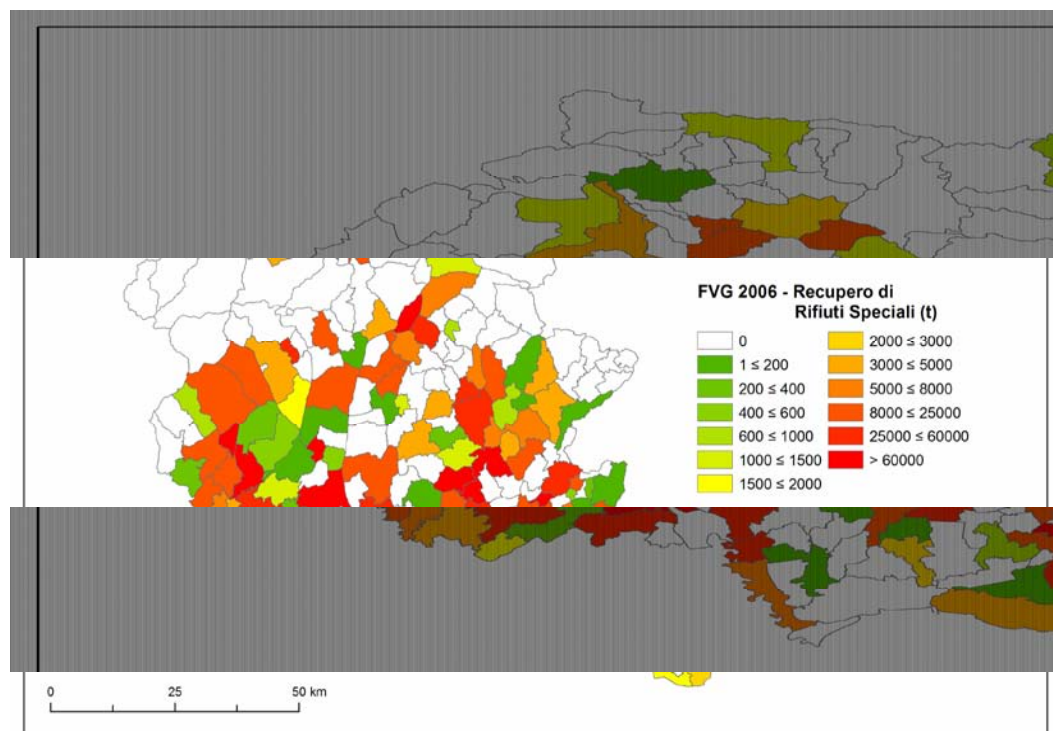 FVG 2006 - Recupero di
Rifiuti Speciali (t)
0
1 ≤ 200
200 ≤ 400
400 ≤ 600
600 ≤ 1000
1000 ≤ 1500
1500 ≤ 2000
2000 ≤ 3000
3000 ≤ 5000
5000 ≤ 8000
8000 ≤ 25000
25000 ≤ 60000
> 60000
0 25 50 km